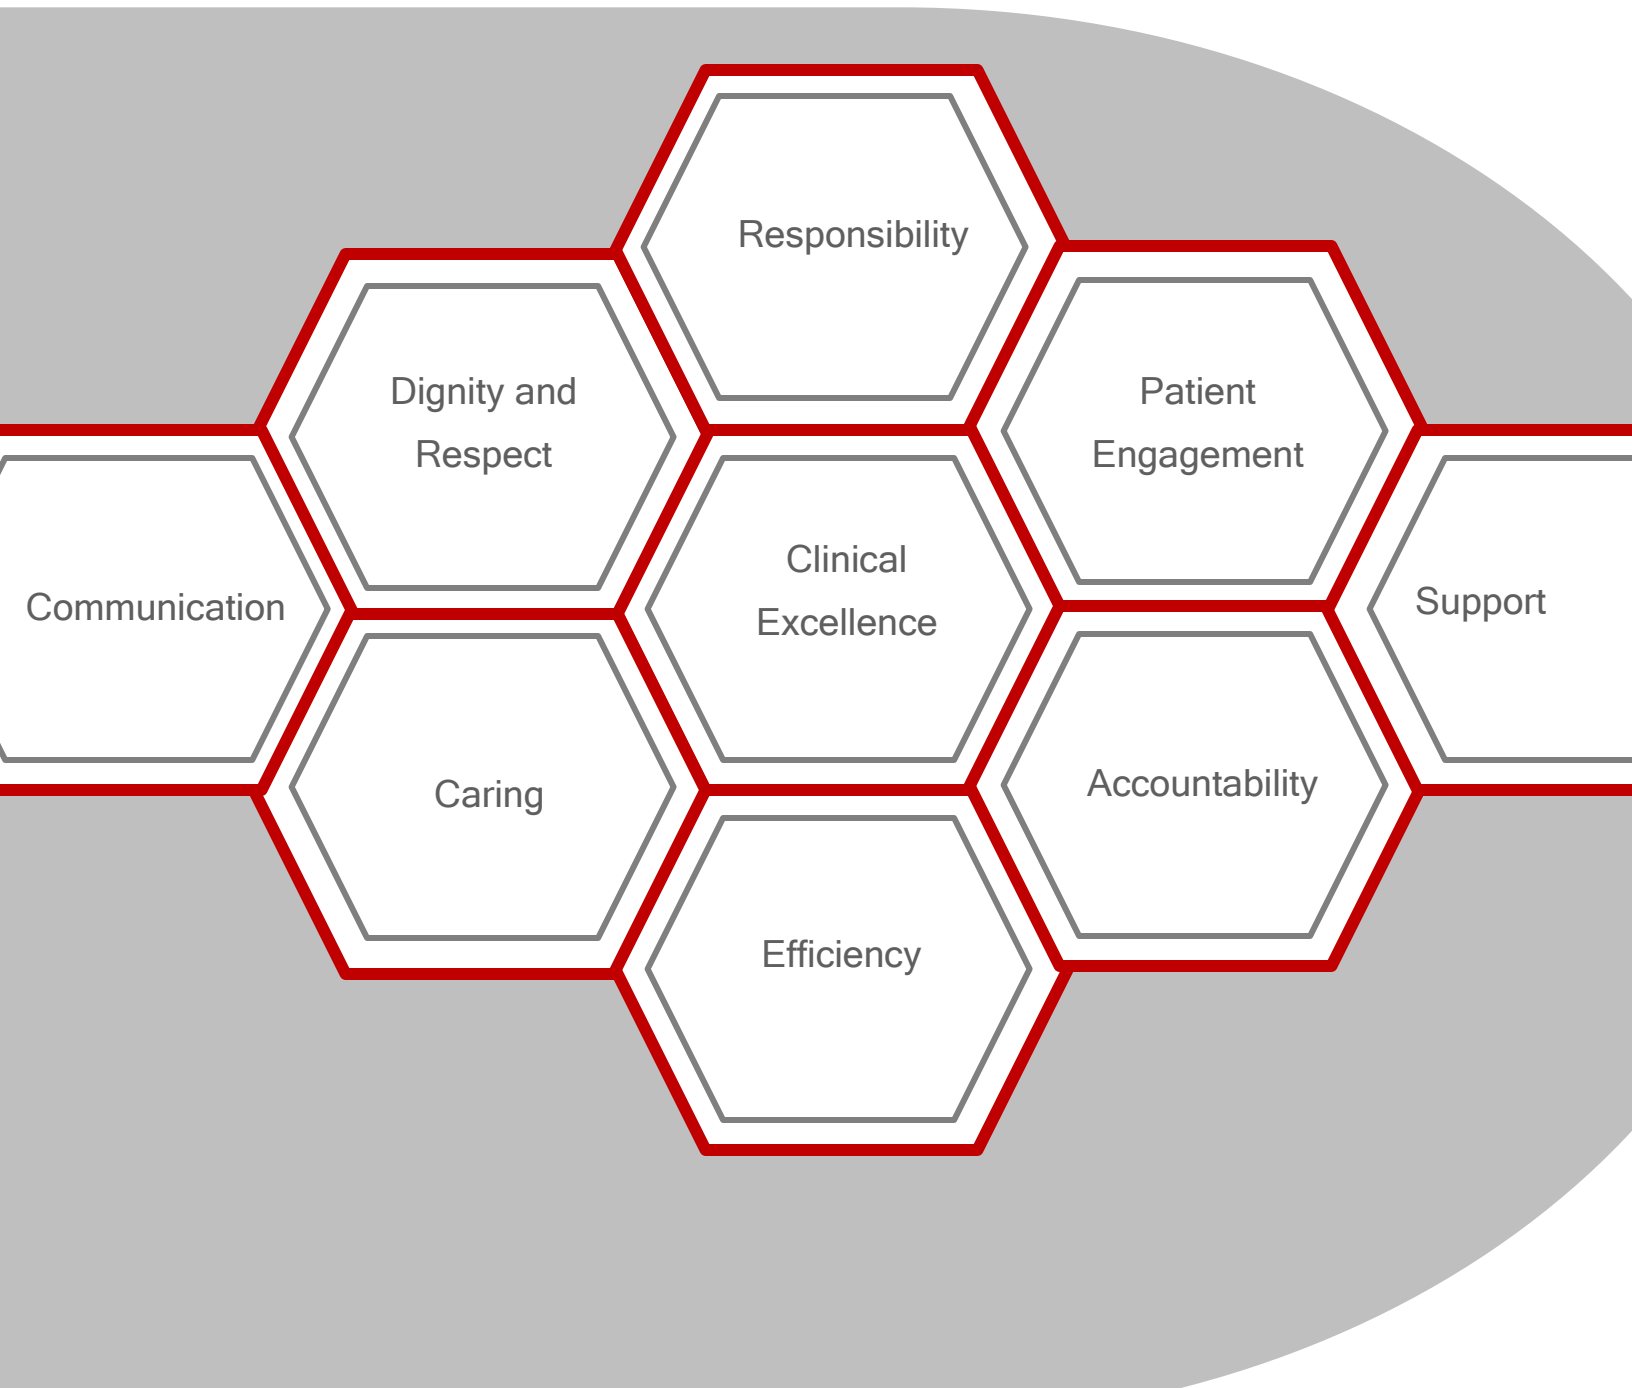 Responsibility
Dignity and
Respect
Patient
Engagement
Clinical
Excellence
Communication
Support
Caring
Accountability
Efficiency